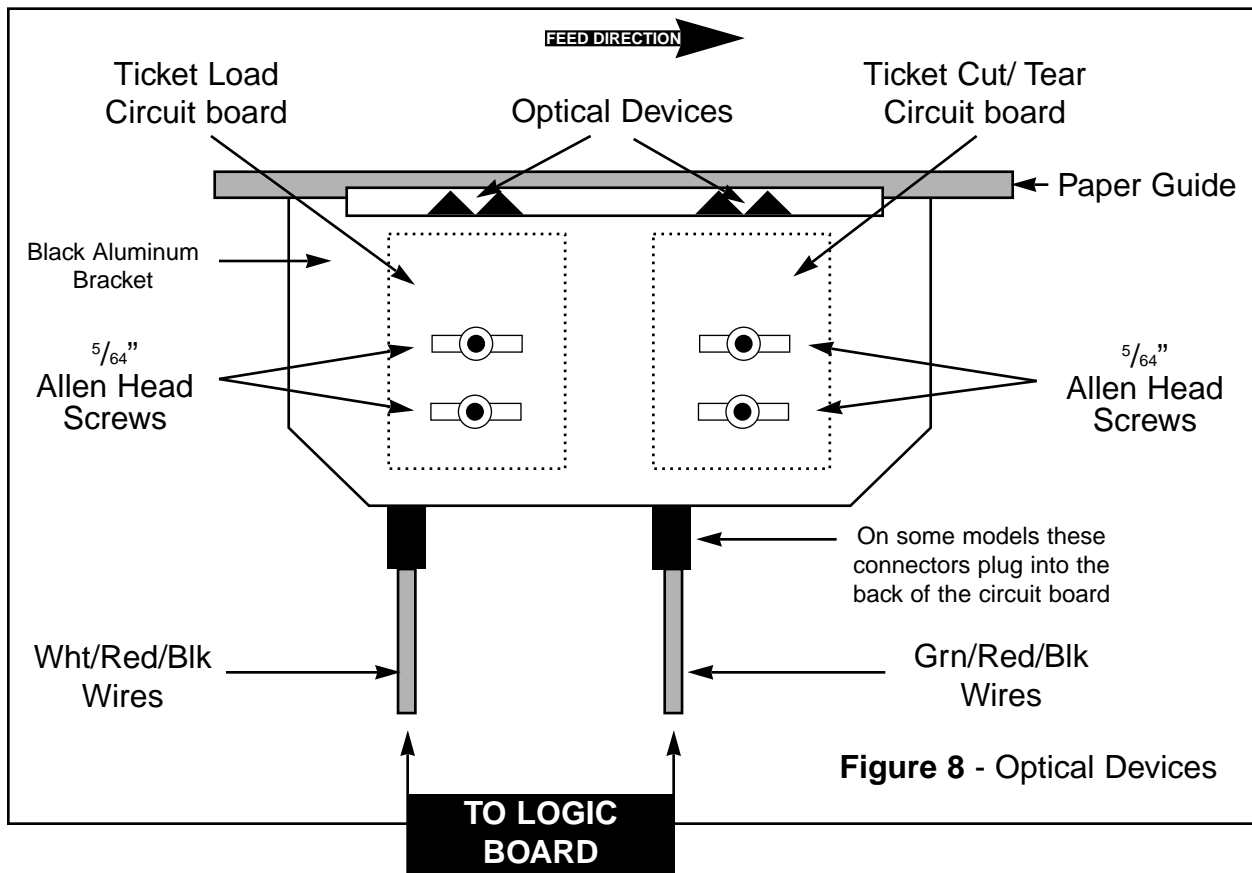 FEED DIRECTION
Ticket Load
Circuit board
Optical Devices
Ticket Cut/ Tear
Circuit board
Paper Guide
Black Aluminum
Bracket
5/64”
Allen Head
Screws
5/64”
Allen Head
Screws
On some models these
connectors plug into the
back of the circuit board
Wht/Red/Blk
Wires
Grn/Red/Blk
Wires
Figure 8 - Optical Devices
TO LOGIC
BOARD